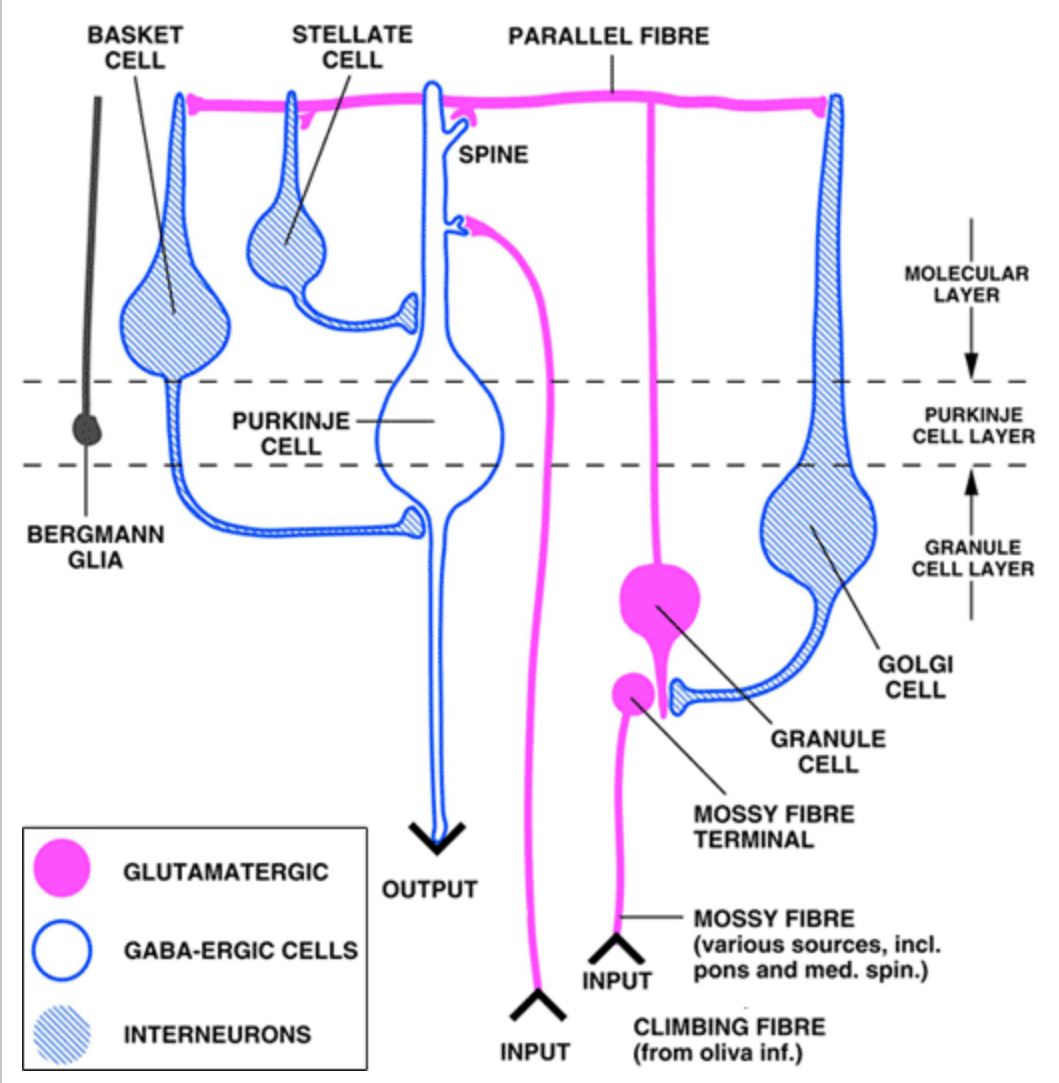 BASKET
CELL
STELLATE
CELL
PARALLEL FIBRE
SPINE
MOLECULAR
LAYER
PURKINJE
CELL
PURKINJE
CELL LAYER
BERGMANN
GLIA
GRANULE
CELL LAYER
GOLGI
CELL
GRANULE
CELL
MOSSY FIBRE
TERMINAL
OUTPUT
MOSSY FIBRE
(various sources, incl.
pons and med. spin.)
INPUT
CLIMBING FIBRE
(from oliva inf.)
INPUT
GLUTAMATERGIC
GABA-ERGIC CELLS
INTERNEURONS